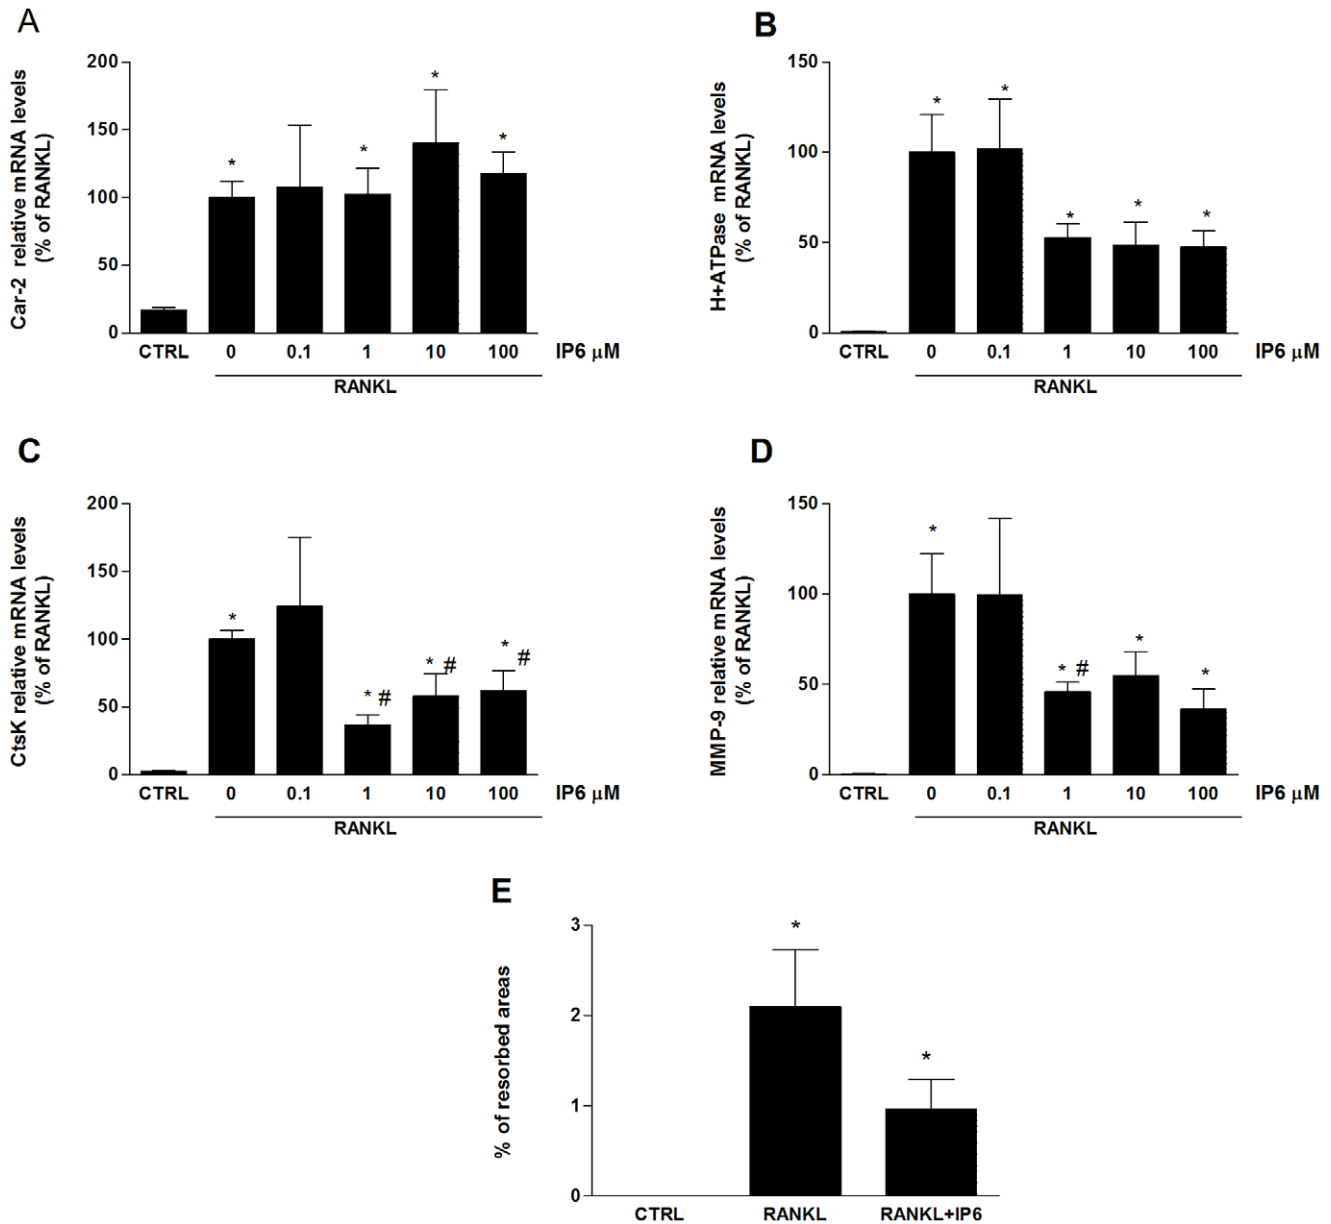 A
Car-2 relative mRNA levels
(% of RANKL)
200
*
150
*
*
*
100
50
0
CTRL 0 0.1 1 10 100 IP6 μM
RANKL
B
H+ATPase mRNA levels
(% of RANKL)
150
* *
100
* * *
50
0
CTRL 0 0.1 1 10 100 IP6 μM
RANKL
C
CtsK relative mRNA levels
(% of RANKL)
200
150
*
100
* # * # * #
50
0
CTRL 0 0.1 1 10 100 IP6 μM
RANKL
D
MMP-9 relative mRNA levels
(% of RANKL)
150
*
100
* # * *
50
0
CTRL 0 0.1 1 10 100 IP6 μM
RANKL
E
% of resorbed areas
3
*
2
*
1
0
CTRL RANKL RANKL+IP6